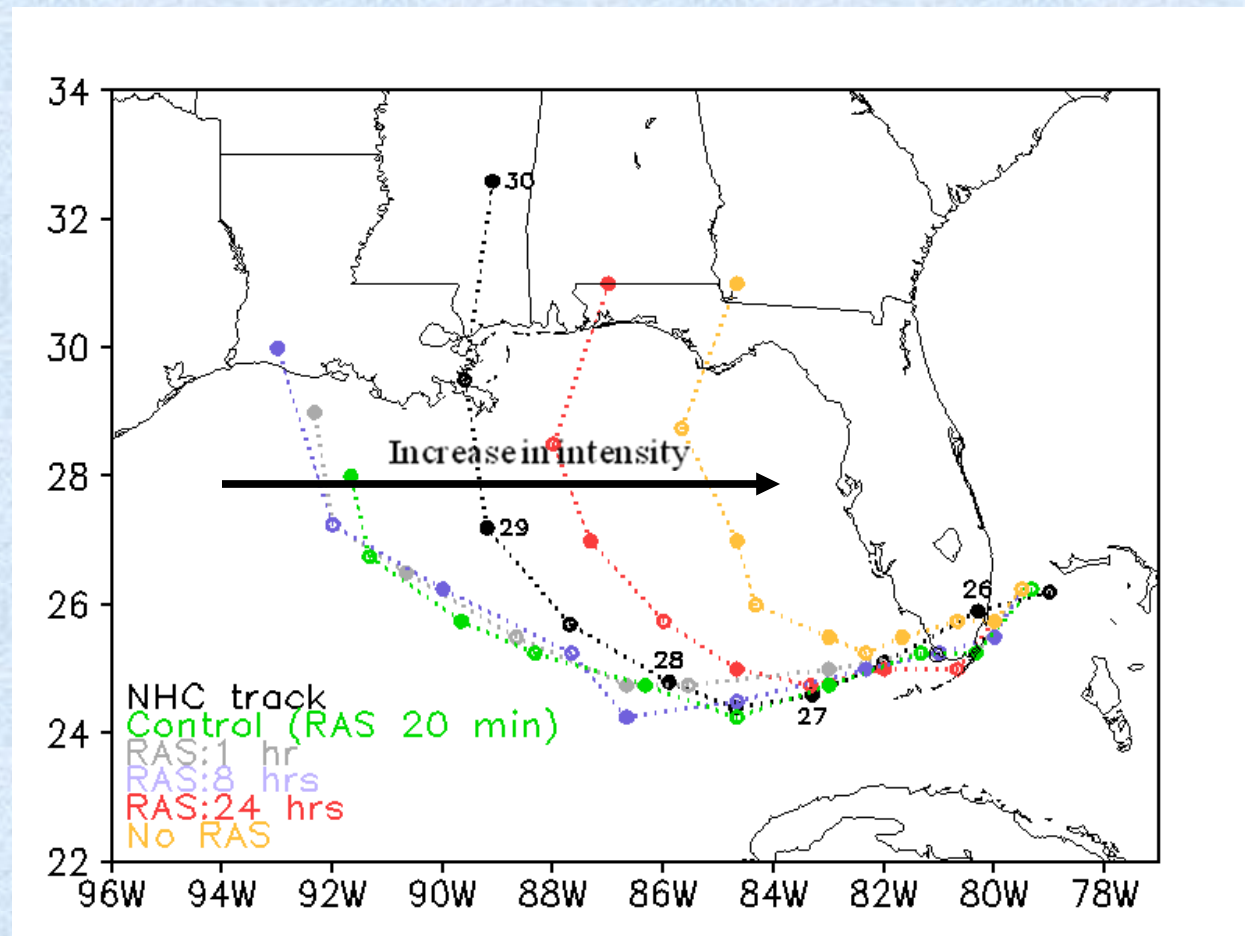 34
32
30
28
26
24
22
30
Increase in intensity
29
26
28
27
NHC track
Control (RAS 20 min)
RAS:1 hr
RAS:8 hrs
RAS:24 hrs
No RAS
96W 94W 92W 90W 88W 86W 84W 82W 80W 78W